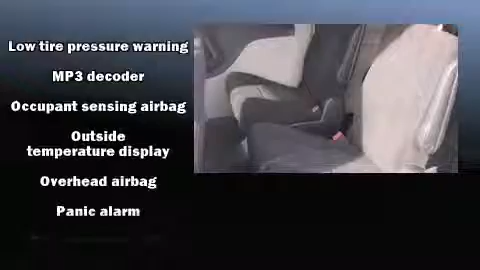 Low tire pressure warning
MP3 decoder
Occupant sensing airbag
Outside
temperature display
Overhead airbag
Panic alarm